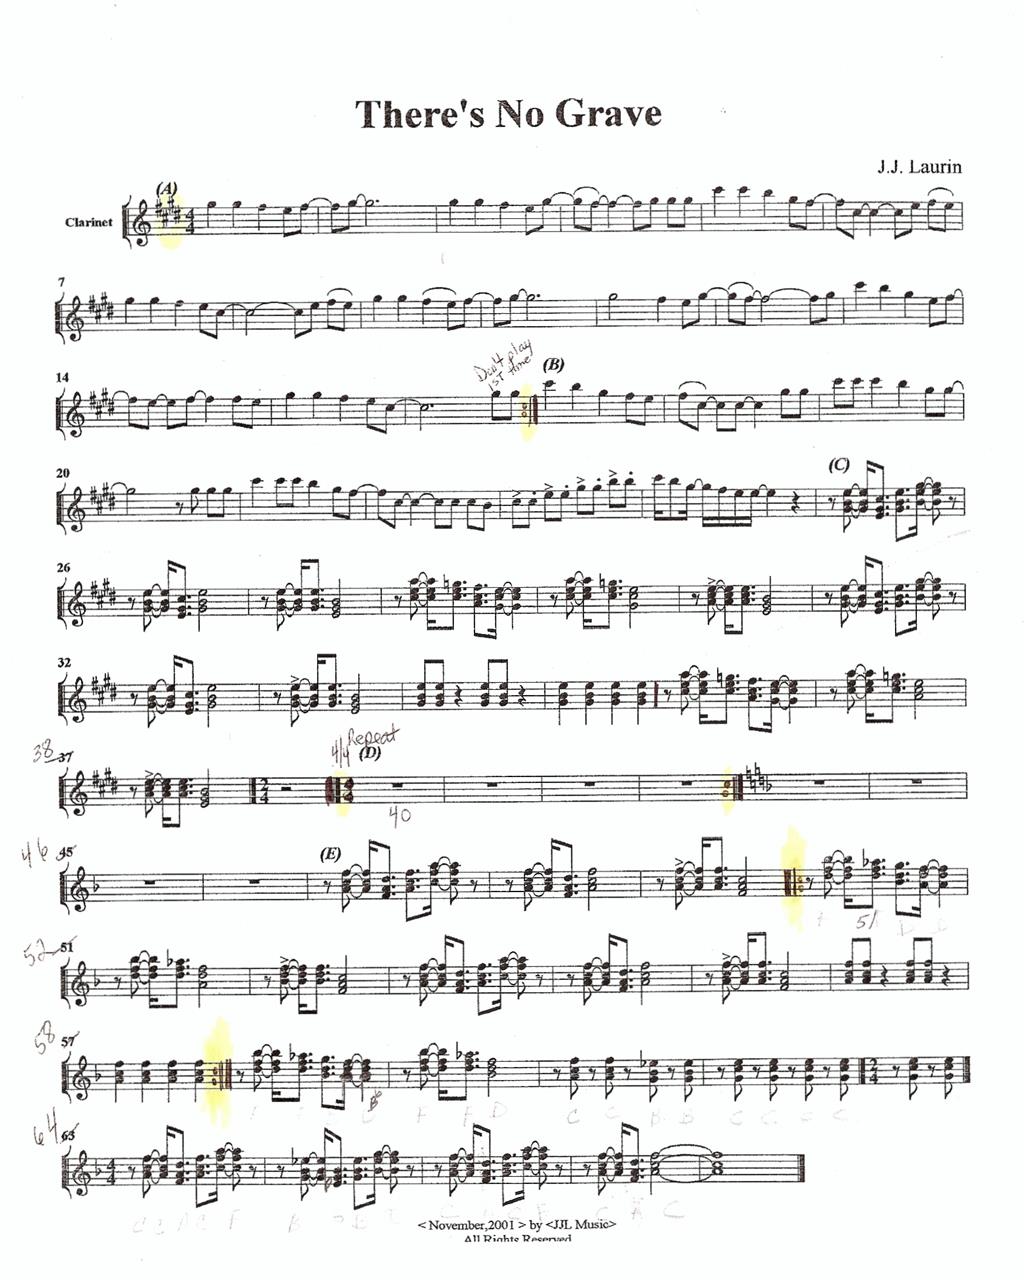 There's No Grave
J.J. Laurin
(A)
Clarinet
7
Don't play
1st time
(B)
14
(C)
20
26
32
Repeat
4/4 (D)
38 37
40
(E)
46 45
51
52 51
58 57
64 63
< November,2001 > by <JJL Music>
All Rights Reserved